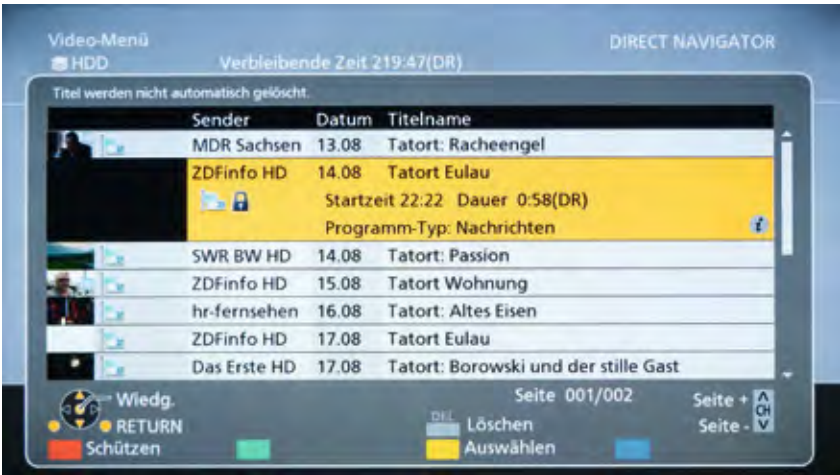 Video-Menü
DIRECT NAVIGATOR
HDD Verbleibende Zeit 219:47(DR)
Titel werden nicht automatisch gelöscht.
Sender Datum Titelname
MDR Sachsen 13.08 Tatort: Racheengel
ZDFinfo HD 14.08 Tatort Eulau
Startzeit 22:22 Dauer 0:58(DR)
Programm-Typ: Nachrichten
i
SWR BW HD 14.08 Tatort: Passion
ZDFinfo HD 15.08 Tatort Wohnung
hr-fernsehen 16.08 Tatort: Altes Eisen
ZDFinfo HD 17.08 Tatort Eulau
Das Erste HD 17.08 Tatort: Borowski und der stille Gast
Seite 001/002
Wiedg.
RETURN
DEL
Löschen
Seite +
CH
Seite -
Schützen
Auswählen